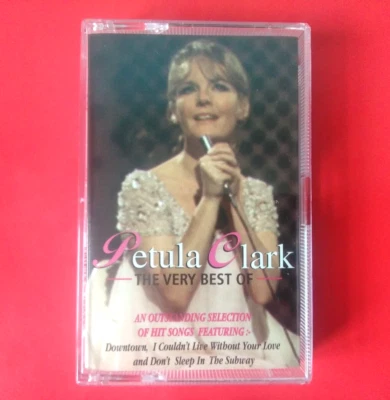 Petula Clark
THE VERY BEST OF
AN OUTSTANDING SELECTION
OF HIT SONGS FEATURING:-
Downtown, I Couldn't Live Without Your Love
and Don't Sleep In The Subway